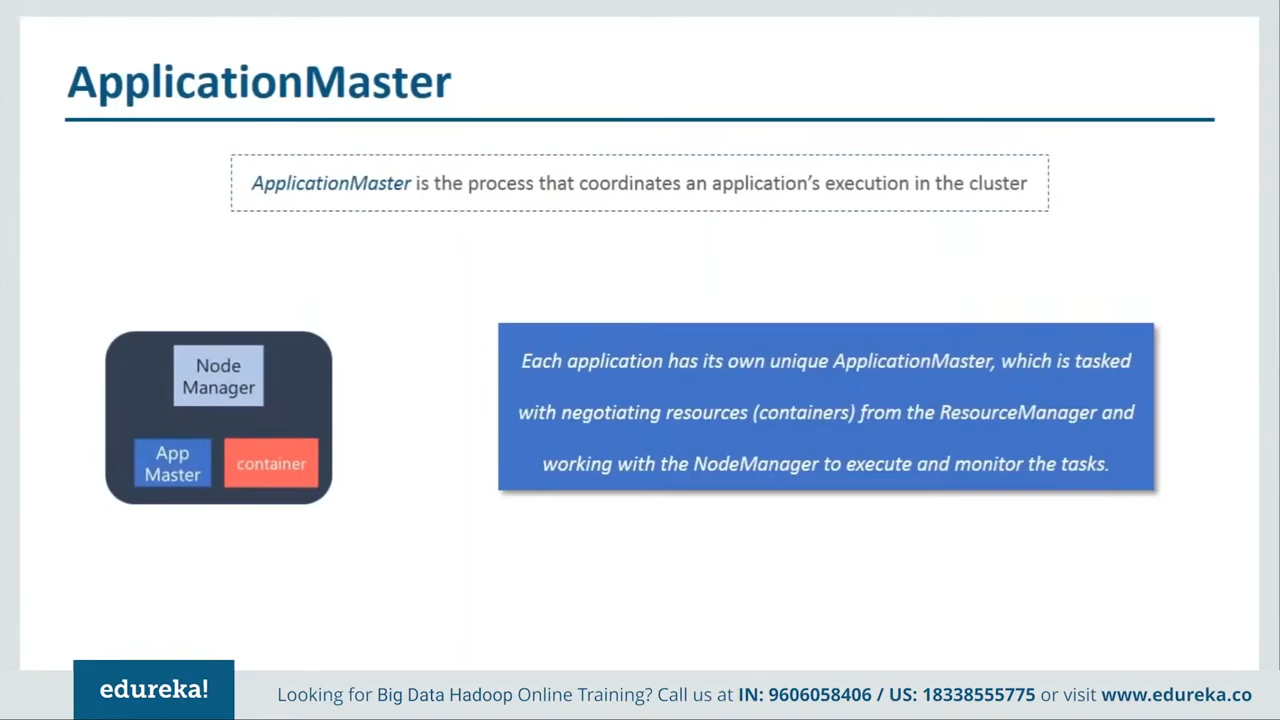 ApplicationMaster
ApplicationMaster is the process that coordinates an application's execution in the cluster
Node
Manager
App
Master
container
Each application has its own unique ApplicationMaster, which is tasked
with negotiating resources (containers) from the ResourceManager and
working with the NodeManager to execute and monitor the tasks.
edureka!
Looking for Big Data Hadoop Online Training? Call us at IN: 9606058406 / US: 18338555775 or visit www.edureka.co